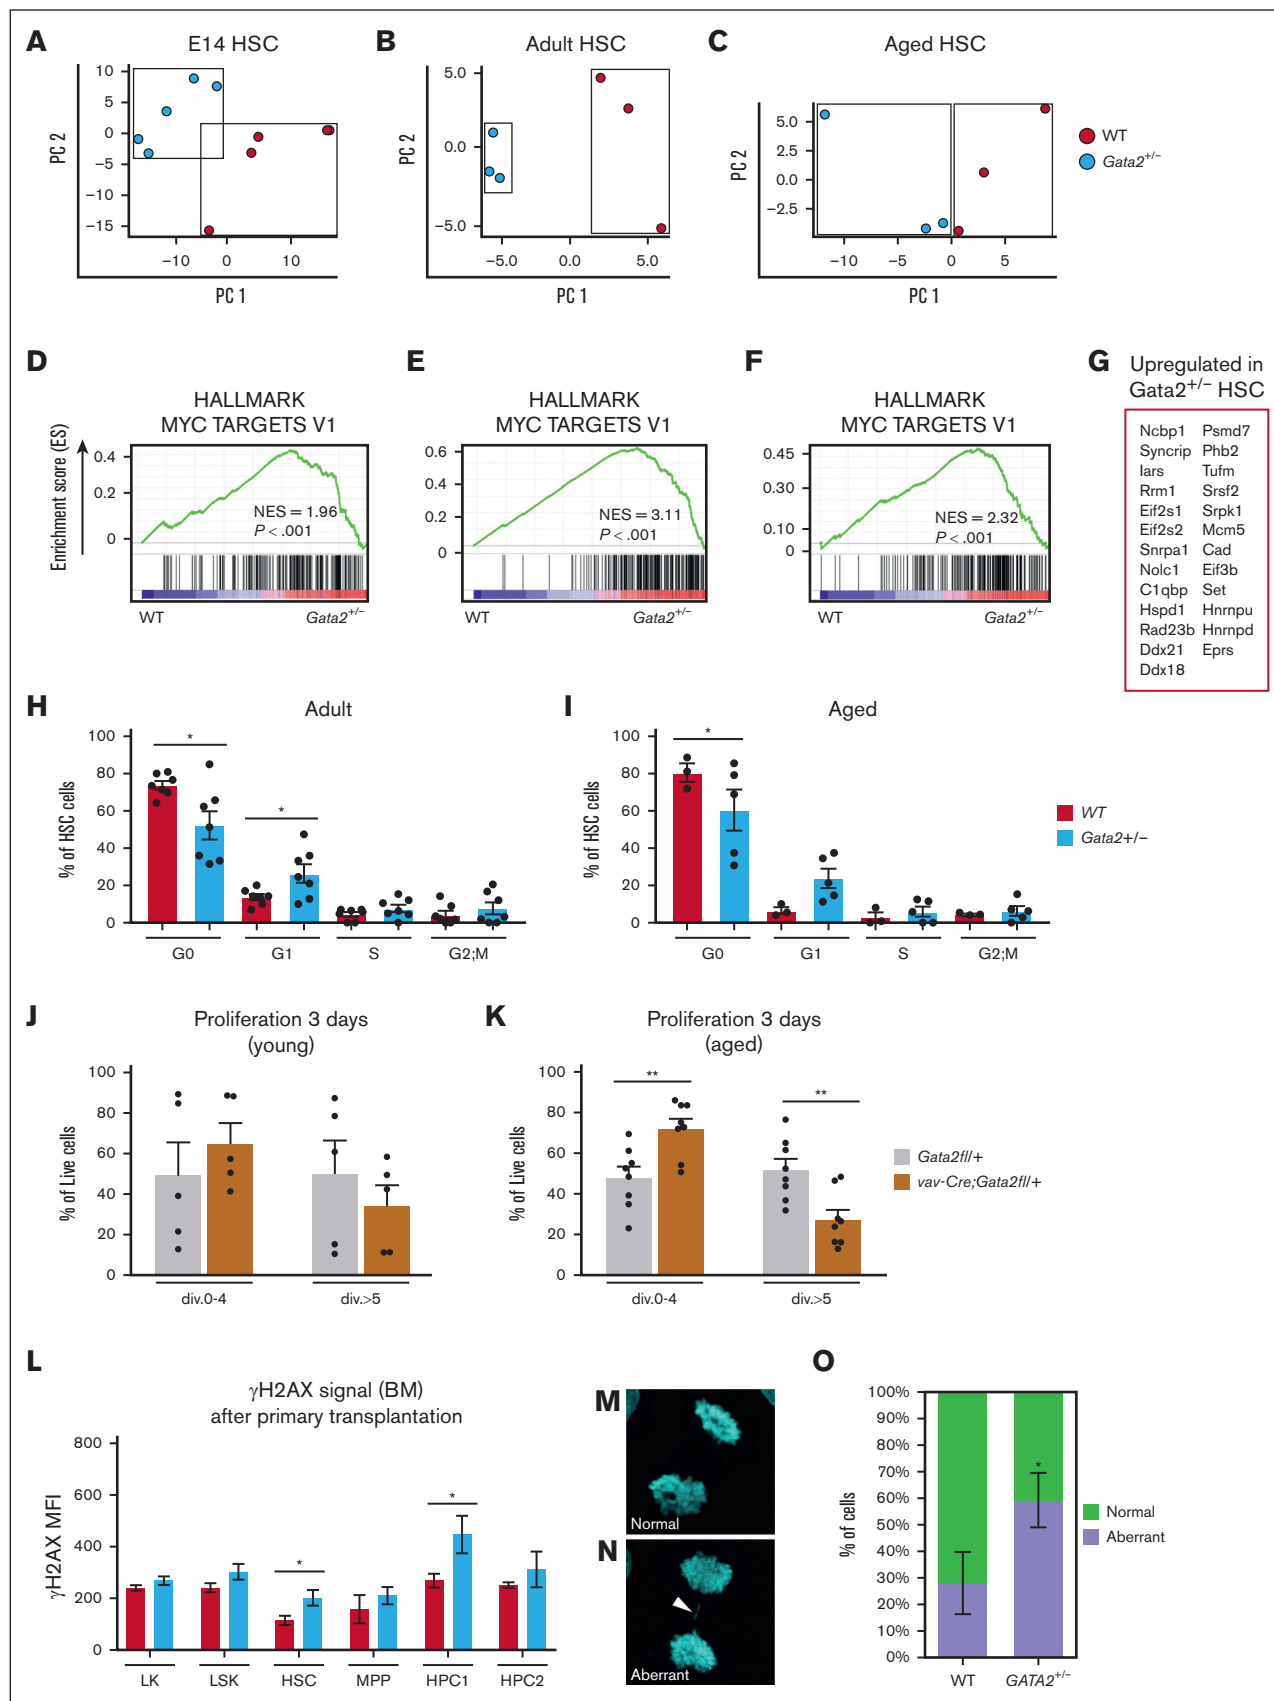 A
E14 HSC
PC 2
10
5
0
−5
−10
−15
−10
0
10
PC 1
B
Adult HSC
5.0
0.0
−5.0
−5.0
0.0
5.0
PC 1
C
Aged HSC
PC 2
5.0
2.5
0.0
−2.5
−10
−5
0
5
PC 1
WT
Gata2+/−
D
HALLMARK
MYC TARGETS V1
Enrichment score (ES)
0.4
0.2
0
NES = 1.96
P < .001
WT
Gata2+/−
E
HALLMARK
MYC TARGETS V1
0.6
0.4
0.2
0
NES = 3.11
P < .001
WT
Gata2+/−
F
HALLMARK
MYC TARGETS V1
0.45
0.30
0.10
0
NES = 2.32
P < .001
WT
Gata2+/−
G
Upregulated in
Gata2+/− HSC
Ncbp1 Psmd7
Syncrip Phb2
Iars Tufm
Rrm1 Srsf2
Eif2s1 Srpk1
Eif2s2 Mcm5
Snrpa1 Cad
Nolc1 Eif3b
C1qbp Set
Hspd1 Hnrnpu
Rad23b Hnrnpd
Ddx21 Eprs
Ddx18
H
Adult
% of HSC cells
100
80
60
40
20
0
*
*
G0
G1
S
G2;M
I
Aged
% of HSC cells
100
80
60
40
20
0
*
G0
G1
S
G2;M
WT
Gata2+/−
J
Proliferation 3 days
(young)
% of Live cells
100
80
60
40
20
0
div.0-4
div.>5
K
Proliferation 3 days
(aged)
% of Live cells
100
80
60
40
20
0
**
**
div.0-4
div.>5
Gata2fl/+
vav-Cre;Gata2fl/+
L
γH2AX signal (BM)
after primary transplantation
γH2AX MFI
800
600
400
200
0
*
*
LK
LSK
HSC
MPP
HPC1
HPC2
M
Normal
N
Aberrant
O
% of cells
100%
90%
80%
70%
60%
50%
40%
30%
20%
10%
0%
*
WT
GATA2+/−
Normal
Aberrant